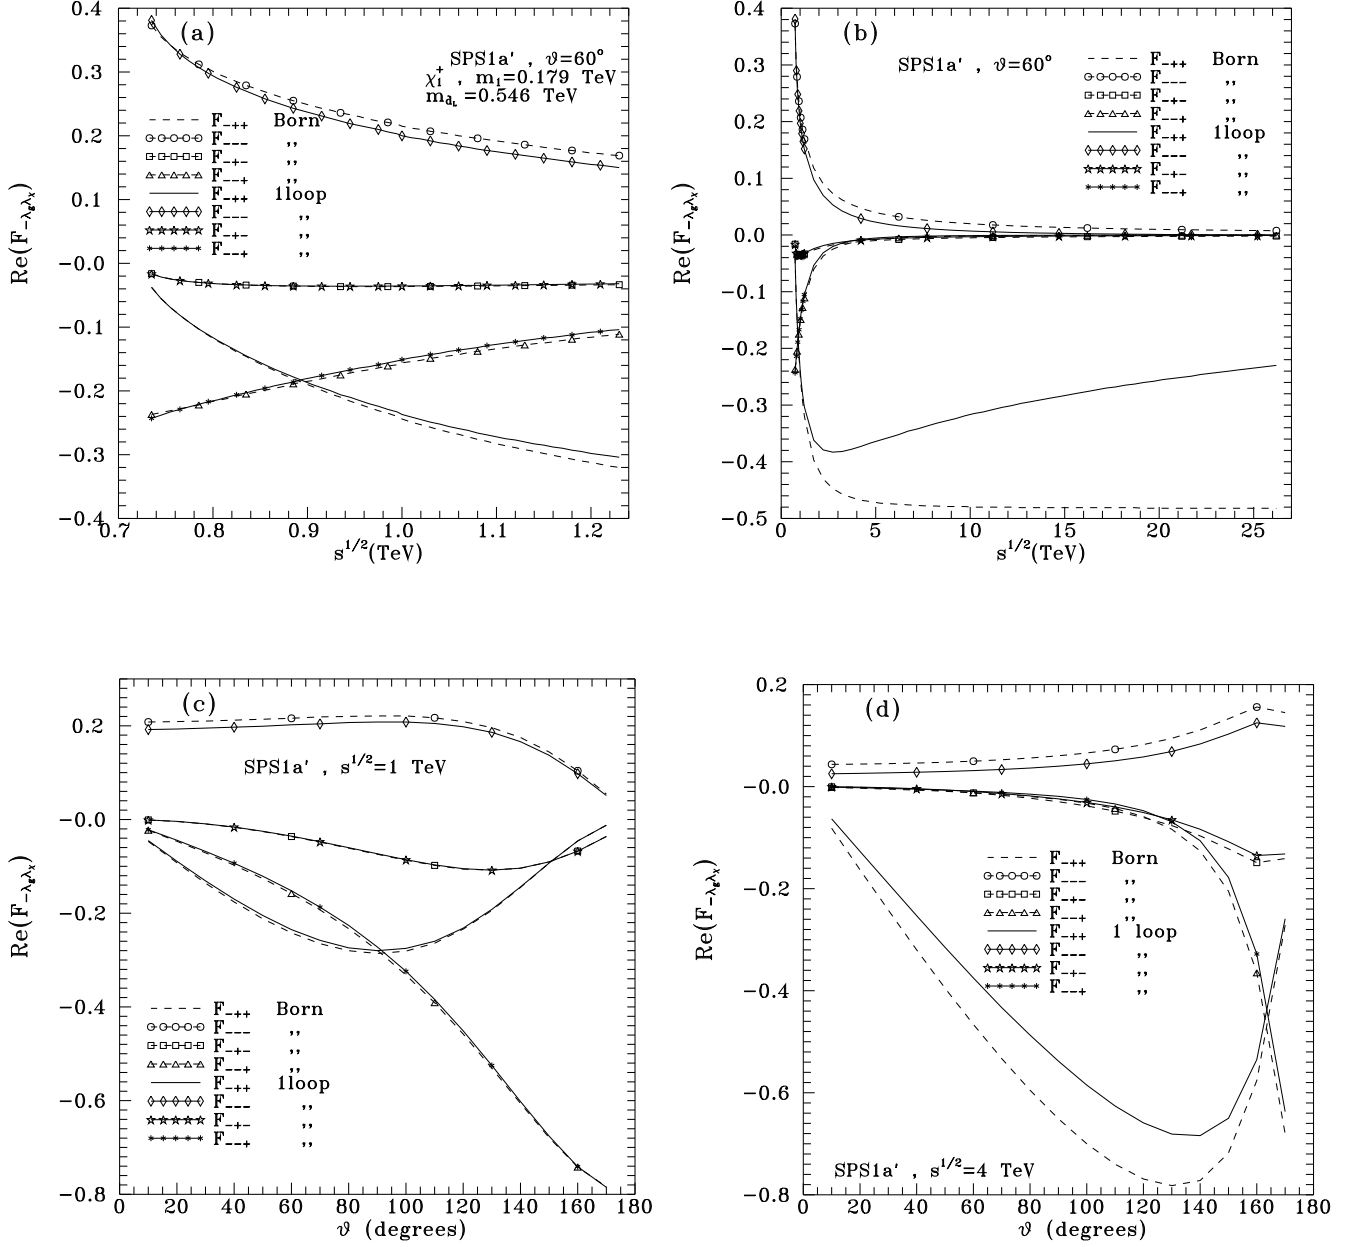 (a)
SPS1a′ , ϑ=60°
χ₁⁺ , m₁=0.179 TeV
m_d̃L =0.546 TeV
F₋₊₊ Born
F₋₋₋ ,,
F₋₊₋ ,,
F₋₋₊ ,,
F₋₊₊ 1loop
F₋₋₋ ,,
F₋₊₋ ,,
F₋₋₊ ,,
Re(F₋λgλχ)
0.4
0.3
0.2
0.1
-0.0
-0.1
-0.2
-0.3
-0.4
0.7 0.8 0.9 1.0 1.1 1.2
s^1/2(TeV)
(b)
SPS1a′ , ϑ=60°
F₋₊₊ Born
F₋₋₋ ,,
F₋₊₋ ,,
F₋₋₊ ,,
F₋₊₊ 1loop
F₋₋₋ ,,
F₋₊₋ ,,
F₋₋₊ ,,
Re(F₋λgλχ)
0.4
0.3
0.2
0.1
0.0
-0.1
-0.2
-0.3
-0.4
-0.5
0 5 10 15 20 25
s^1/2(TeV)
(c)
SPS1a′ , s^1/2=1 TeV
F₋₊₊ Born
F₋₋₋ ,,
F₋₊₋ ,,
F₋₋₊ ,,
F₋₊₊ 1loop
F₋₋₋ ,,
F₋₊₋ ,,
F₋₋₊ ,,
Re(F₋λgλχ)
0.2
-0.0
-0.2
-0.4
-0.6
-0.8
0 20 40 60 80 100 120 140 160 180
ϑ (degrees)
(d)
F₋₊₊ Born
F₋₋₋ ,,
F₋₊₋ ,,
F₋₋₊ ,,
F₋₊₊ 1 loop
F₋₋₋ ,,
F₋₊₋ ,,
F₋₋₊ ,,
SPS1a′ , s^1/2=4 TeV
Re(F₋λgλχ)
0.2
-0.0
-0.2
-0.4
-0.6
-0.8
0 20 40 60 80 100 120 140 160 180
ϑ (degrees)